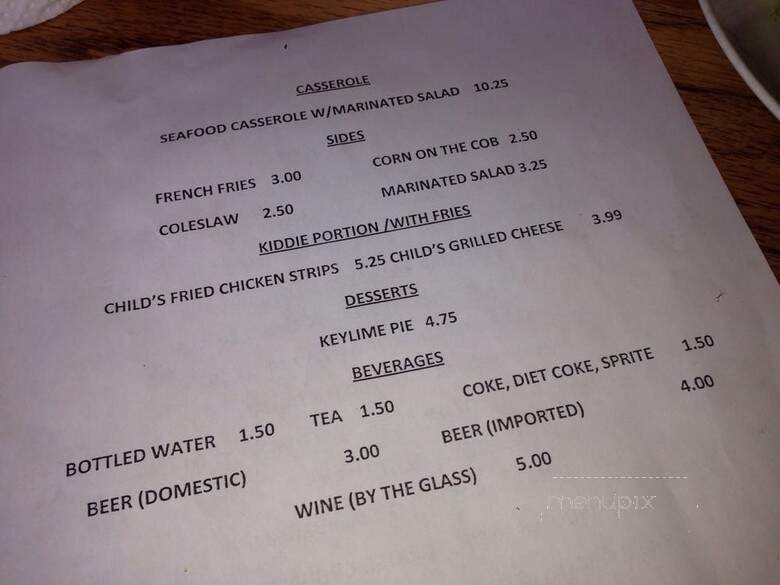 CASSEROLE
SEAFOOD CASSEROLE W/MARINATED SALAD 10.25
SIDES
FRENCH FRIES 3.00 CORN ON THE COB 2.50
COLESLAW 2.50 MARINATED SALAD 3.25
KIDDIE PORTION /WITH FRIES
CHILD'S FRIED CHICKEN STRIPS 5.25 CHILD'S GRILLED CHEESE 3.99
DESSERTS
KEYLIME PIE 4.75
BEVERAGES
BOTTLED WATER 1.50 TEA 1.50 COKE, DIET COKE, SPRITE 1.50
BEER (DOMESTIC) 3.00 BEER (IMPORTED) 4.00
WINE (BY THE GLASS) 5.00
menupix